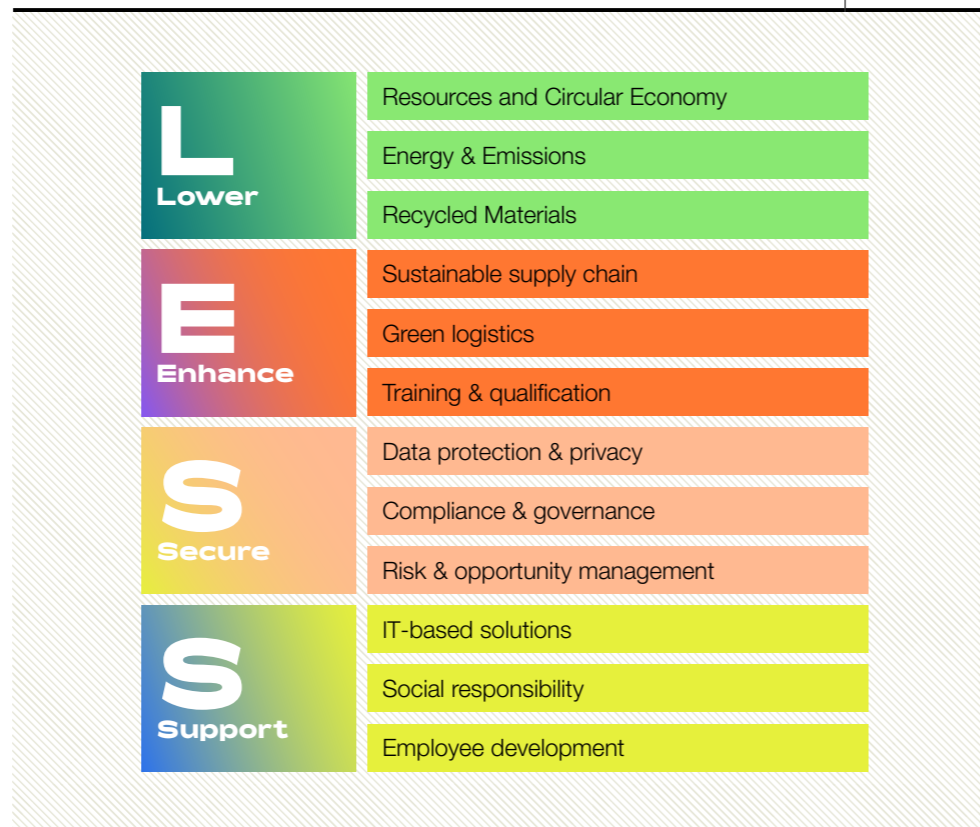 L
Lower
Resources and Circular Economy
Energy & Emissions
Recycled Materials
E
Enhance
Sustainable supply chain
Green logistics
Training & qualification
S
Secure
Data protection & privacy
Compliance & governance
Risk & opportunity management
S
Support
IT-based solutions
Social responsibility
Employee development